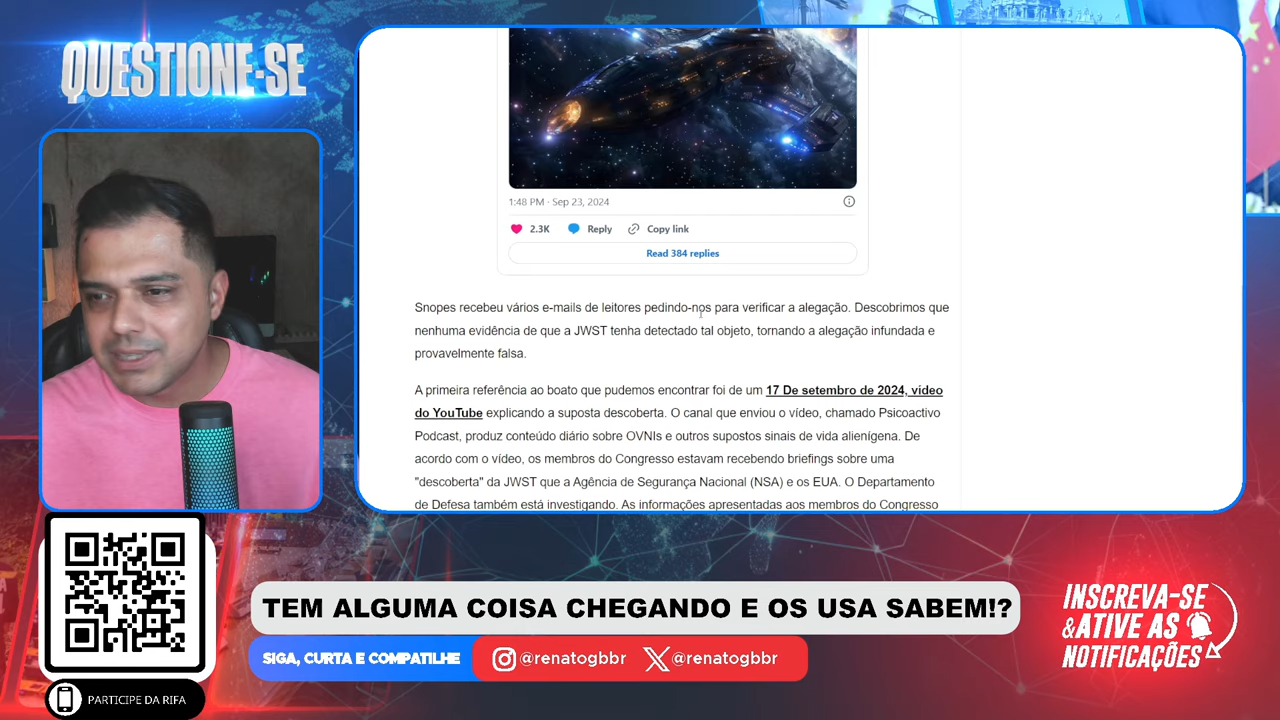 QUESTIONE-SE
1:48 PM · Sep 23, 2024
2.3K Reply Copy link
Read 384 replies
Snopes recebeu vários e-mails de leitores pedindo-nos para verificar a alegação. Descobrimos que
nenhuma evidência de que a JWST tenha detectado tal objeto, tornando a alegação infundada e
provavelmente falsa.
A primeira referência ao boato que pudemos encontrar foi de um 17 De setembro de 2024, vídeo
do YouTube explicando a suposta descoberta. O canal que enviou o vídeo, chamado Psicoactivo
Podcast, produz conteúdo diário sobre OVNIs e outros supostos sinais de vida alienígena. De
acordo com o vídeo, os membros do Congresso estavam recebendo briefings sobre uma
"descoberta" da JWST que a Agência de Segurança Nacional (NSA) e os EUA. O Departamento
de Defesa também está investigando. As informações apresentadas aos membros do Congresso
TEM ALGUMA COISA CHEGANDO E OS USA SABEM!?
SIGA, CURTA E COMPATILHE
@renatogbbr
@renatogbbr
INSCREVA-SE
&ATIVE AS
NOTIFICAÇÕES
PARTICIPE DA RIFA